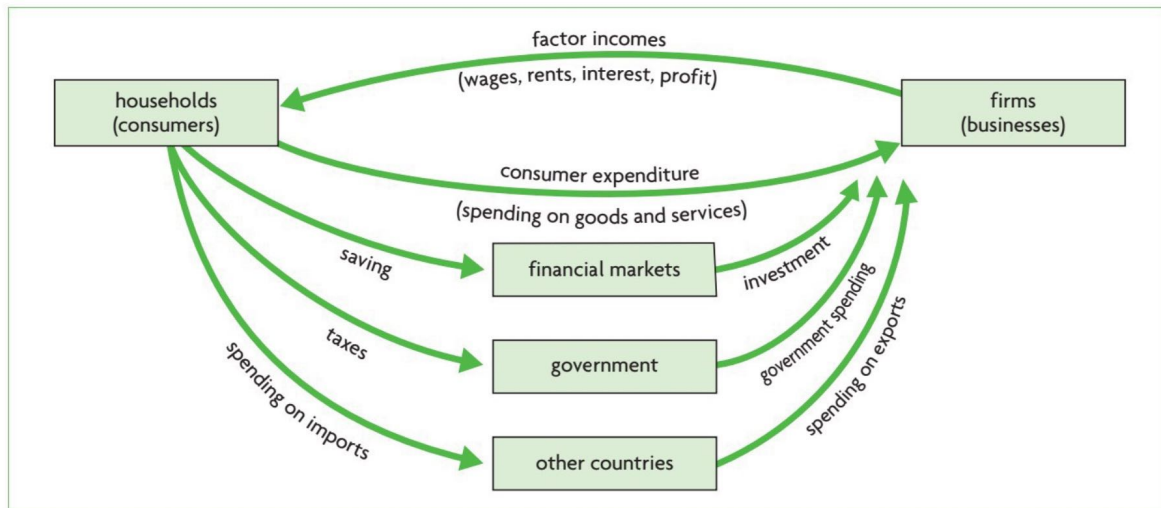 factor incomes
(wages, rents, interest, profit)
households
(consumers)
firms
(businesses)
consumer expenditure
(spending on goods and services)
saving
financial markets
investment
taxes
government
government spending
spending on imports
other countries
spending on exports